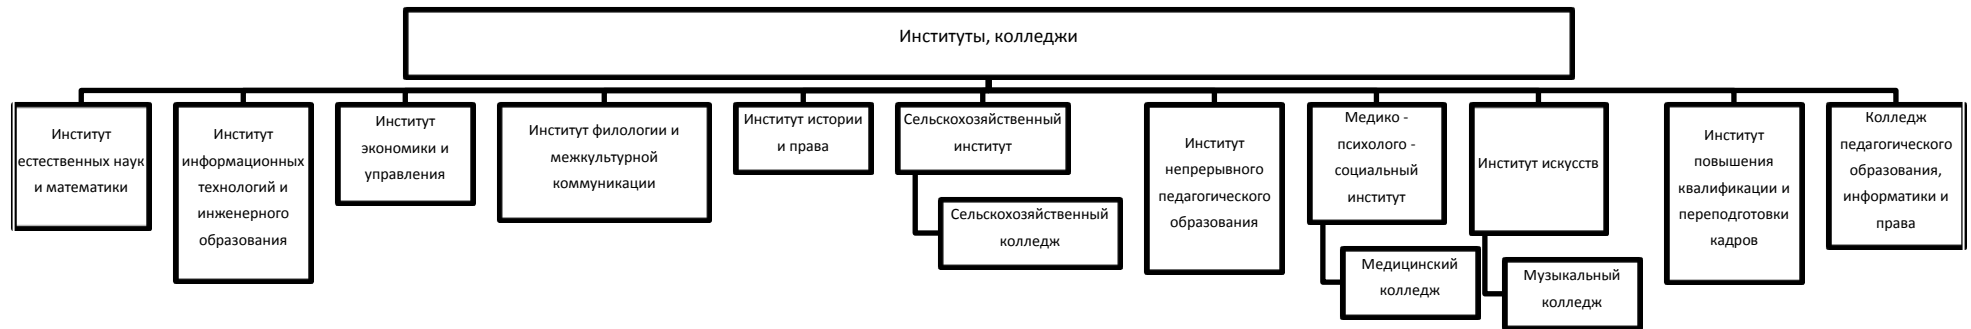 Институты, колледжи
Институт
естественных наук
и математики
Институт
информационных
технологий и
инженерного
образования
Институт
экономики и
управления
Институт филологии и
межкультурной
коммуникации
Институт истории
и права
Сельскохозяйственный
институт
Сельскохозяйственный
колледж
Институт
непрерывного
педагогического
образования
Медико -
психолого -
социальный
институт
Медицинский
колледж
Институт искусств
Музыкальный
колледж
Институт
повышения
квалификации и
переподготовки
кадров
Колледж
педагогического
образования,
информатики и
права